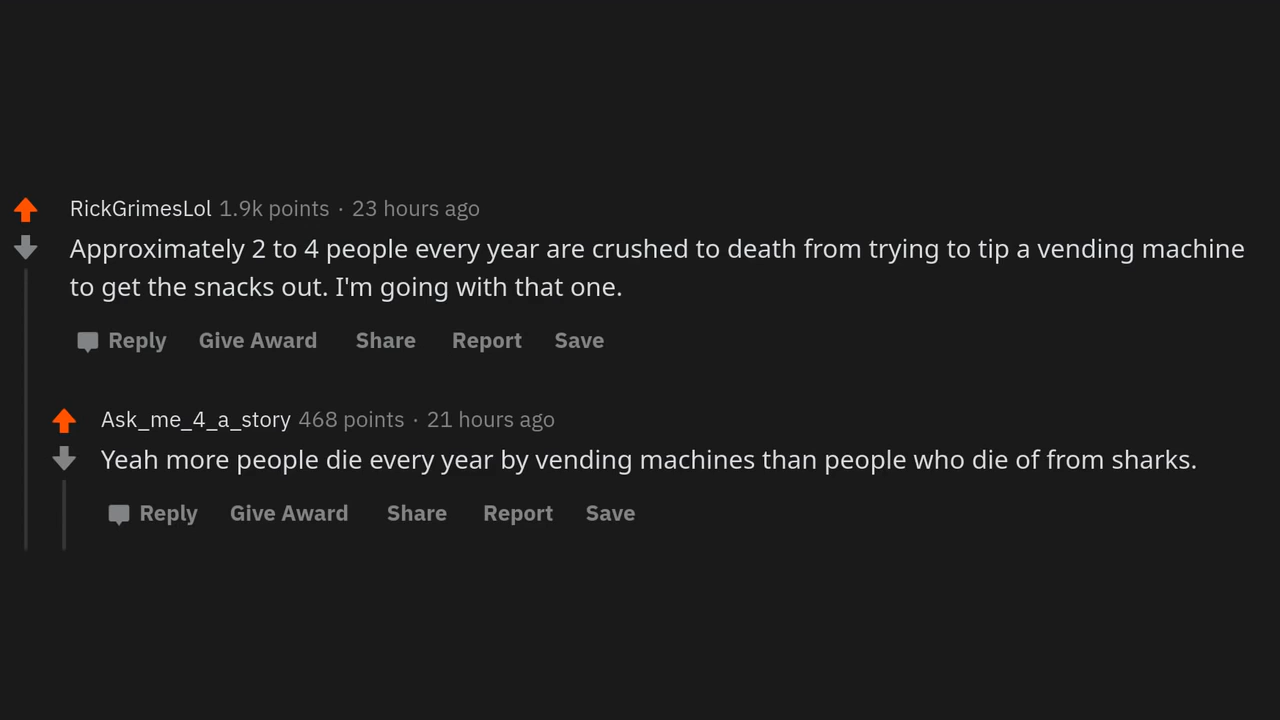 RickGrimesLol 1.9k points · 23 hours ago
Approximately 2 to 4 people every year are crushed to death from trying to tip a vending machine
to get the snacks out. I'm going with that one.
Reply Give Award Share Report Save
Ask_me_4_a_story 468 points · 21 hours ago
Yeah more people die every year by vending machines than people who die of from sharks.
Reply Give Award Share Report Save